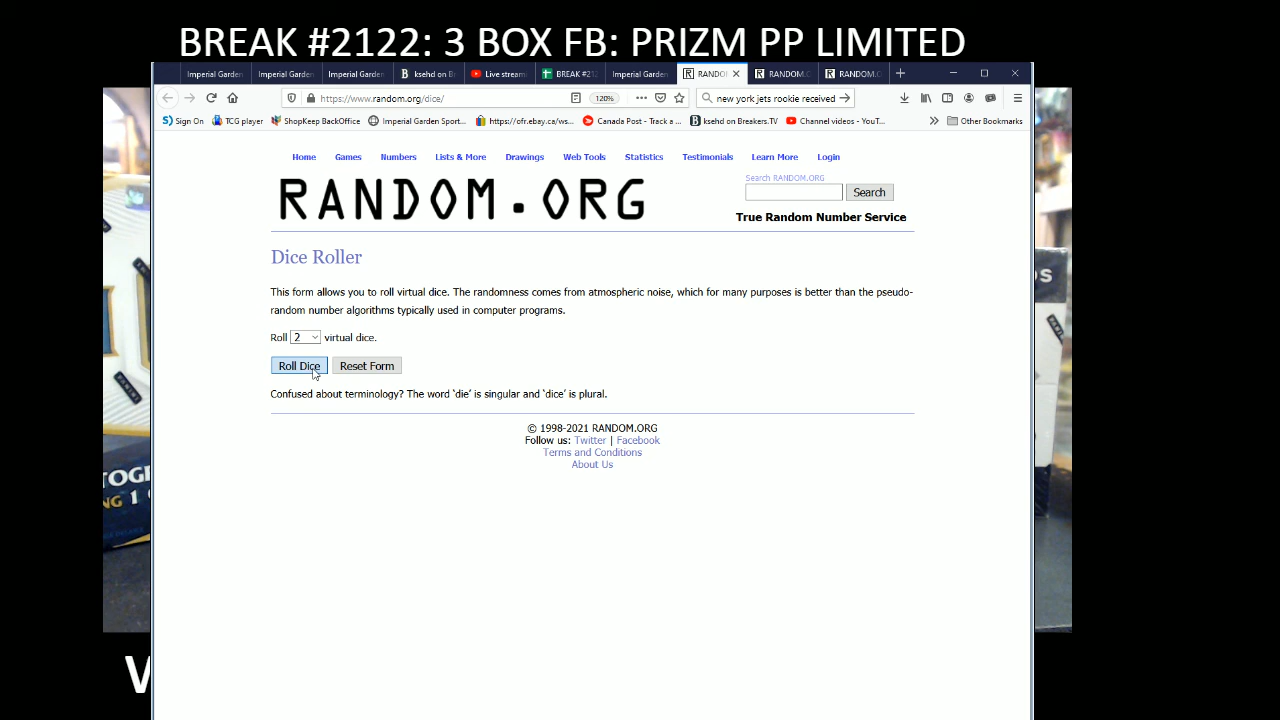 BREAK #2122: 3 BOX FB: PRIZM PP LIMITED
Imperial Garden
Imperial Garden
Imperial Garden
ksehd on Br
Live stream
BREAK #212
Imperial Garden
RANDO
RANDOM.O
RANDOM.O
https://www.random.org/dice/
120%
new york jets rookie received
Sign On
TCG player
ShopKeep BackOffice
Imperial Garden Sport...
https://ofr.ebay.ca/ws...
Canada Post - Track a ...
ksehd on Breakers.TV
Channel videos - YouT...
Other Bookmarks
Home Games Numbers Lists & More Drawings Web Tools Statistics Testimonials Learn More Login
RANDOM.ORG
Search RANDOM.ORG
Search
True Random Number Service
Dice Roller
This form allows you to roll virtual dice. The randomness comes from atmospheric noise, which for many purposes is better than the pseudo-
random number algorithms typically used in computer programs.
Roll 2 virtual dice.
Roll Dice Reset Form
Confused about terminology? The word ‘die’ is singular and ‘dice’ is plural.
© 1998-2021 RANDOM.ORG
Follow us: Twitter | Facebook
Terms and Conditions
About Us
PANINI